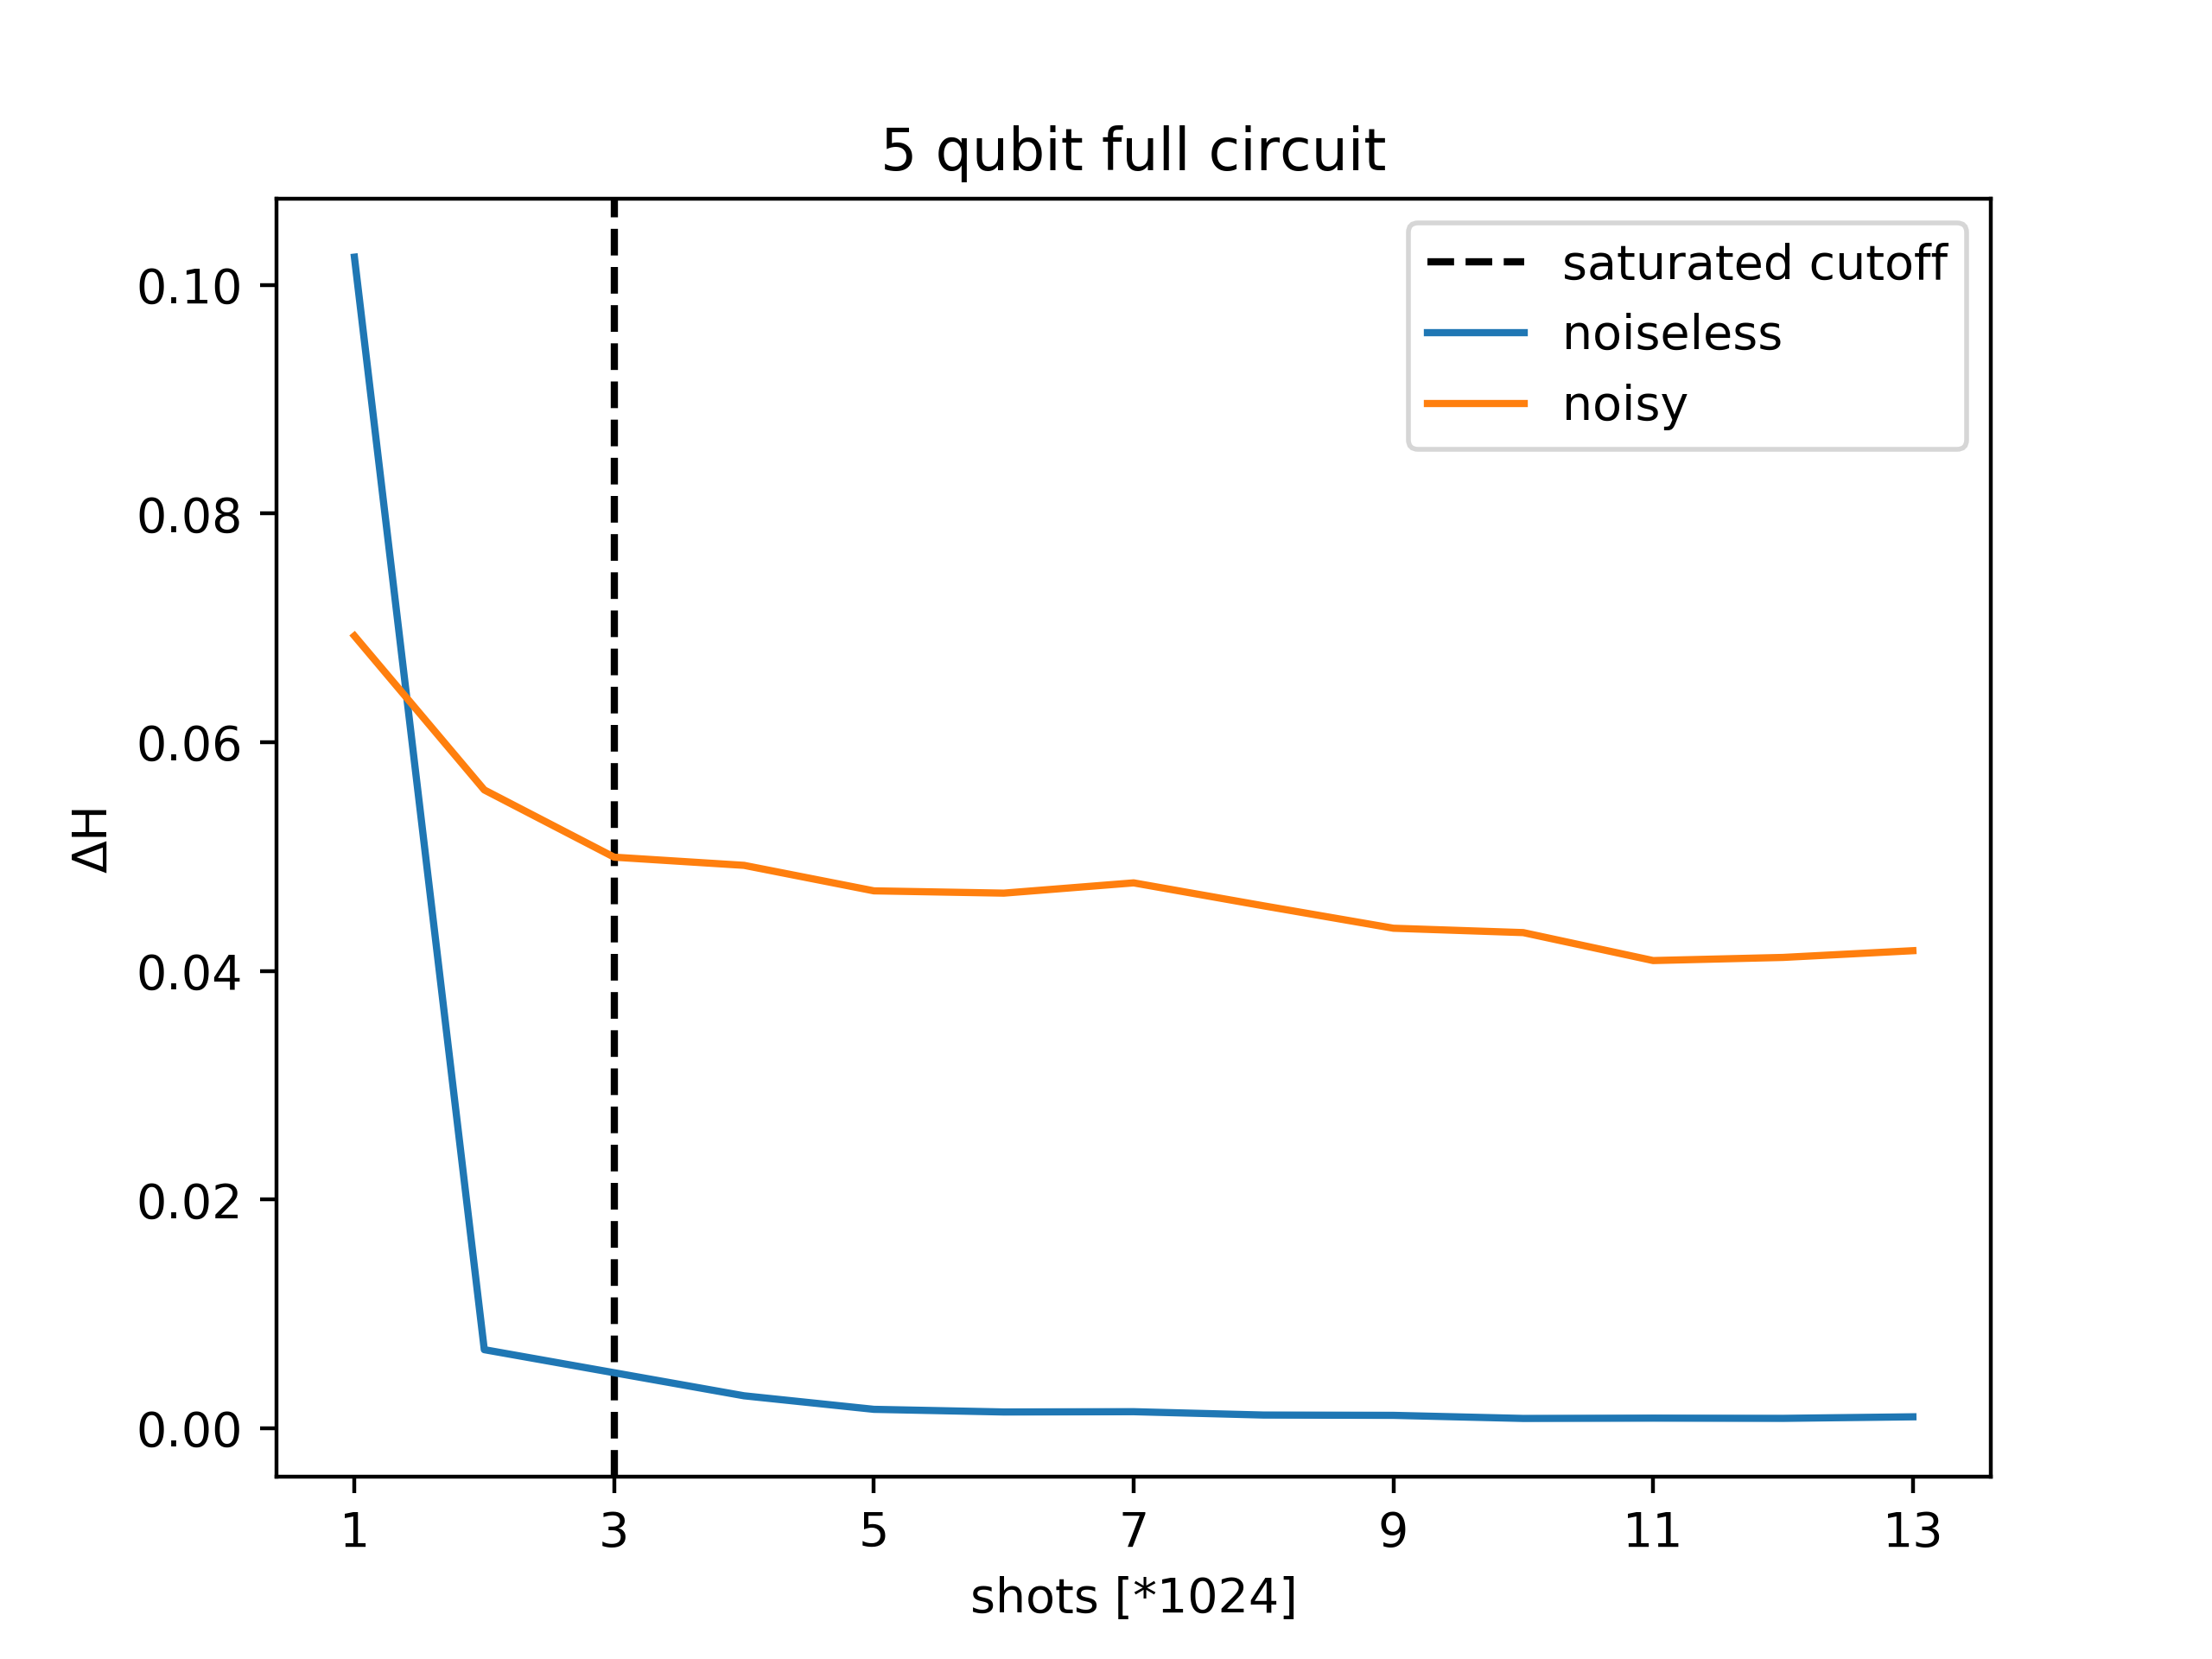 5 qubit full circuit
saturated cutoff
noiseless
noisy
0.10
0.08
0.06
0.04
0.02
0.00
ΔH
1 3 5 7 9 11 13
shots [*1024]